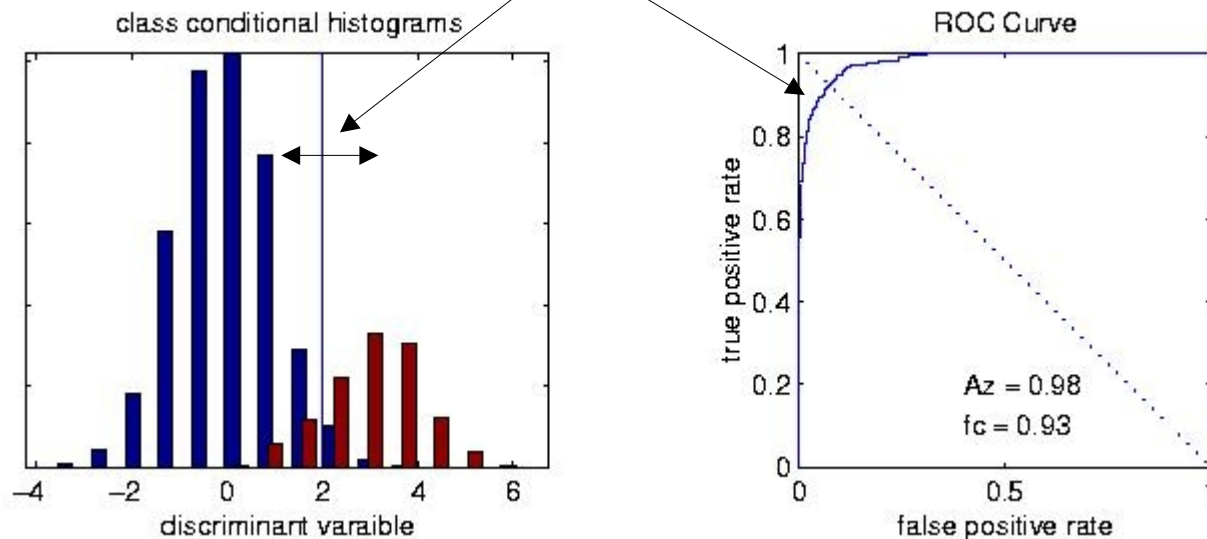 class conditional histograms
−4
−2
0
2
4
6
discriminant varaible
ROC Curve
1
0.8
0.6
0.4
0.2
0
true positive rate
Az = 0.98
fc = 0.93
0
0.5
1
false positive rate